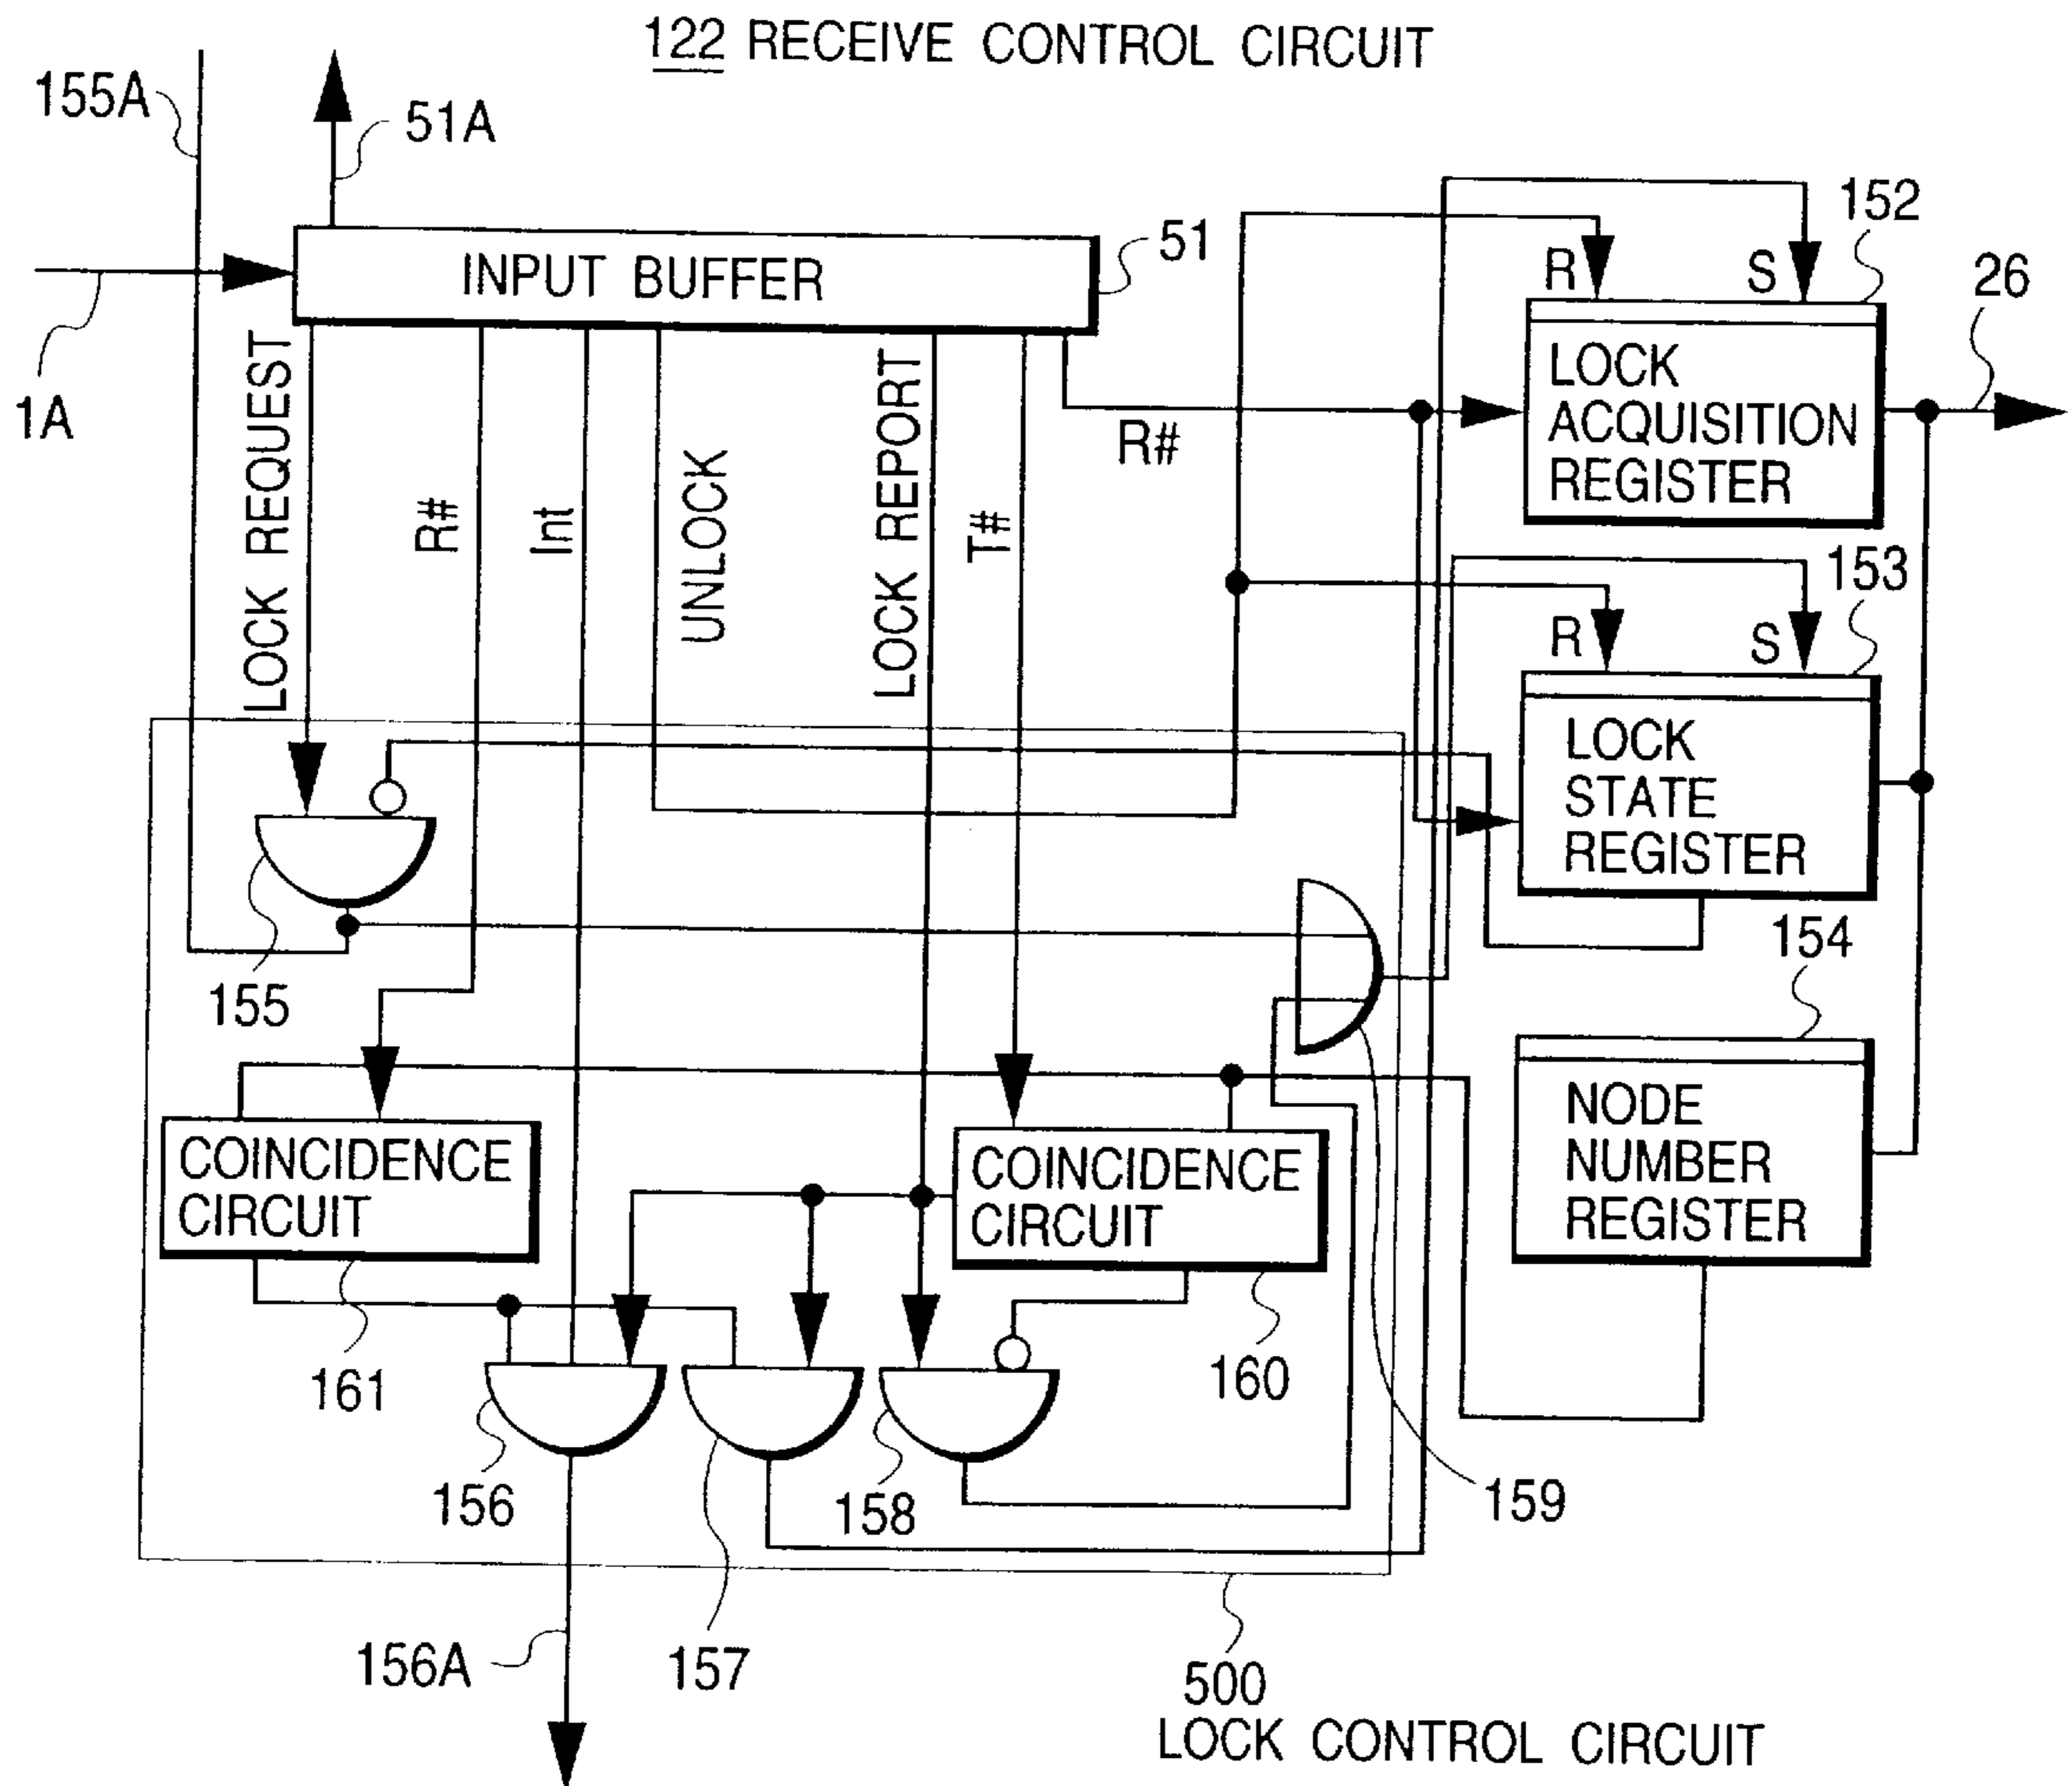 122 RECEIVE CONTROL CIRCUIT
155A
51A
152
51
R S
26
INPUT BUFFER
1A
LOCK REQUEST
R#
Int
UNLOCK
LOCK REPORT
T#
R#
LOCK
ACQUISITION
REGISTER
153
R S
LOCK
STATE
REGISTER
154
155
NODE
NUMBER
REGISTER
COINCIDENCE
CIRCUIT
COINCIDENCE
CIRCUIT
161
160
156
158
159
156A
157
500
LOCK CONTROL CIRCUIT